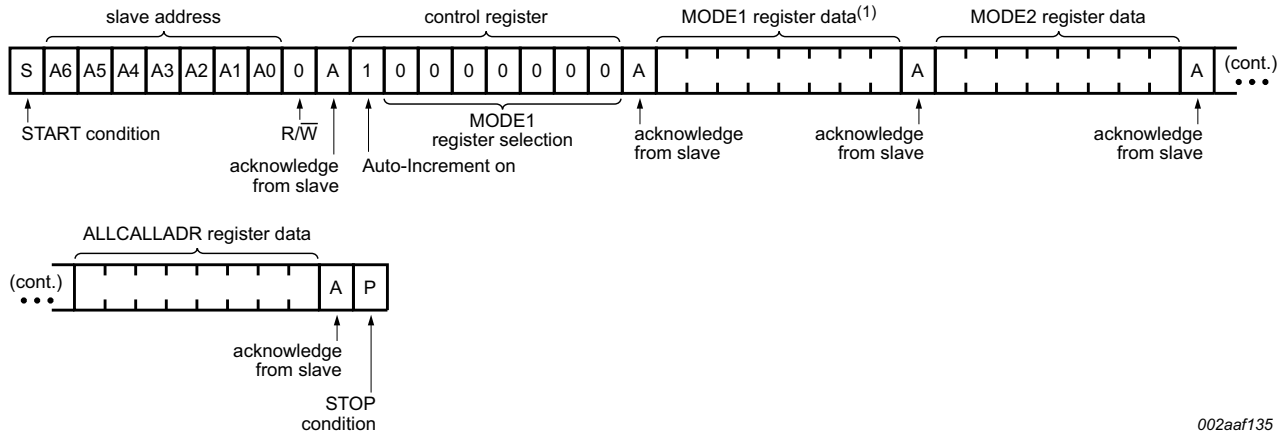 slave address control register MODE1 register data(1) MODE2 register data
S A6 A5 A4 A3 A2 A1 A0 0 A 1 0 0 0 0 0 0 0 A A A (cont.)
START condition R/W̅ MODE1 acknowledge acknowledge acknowledge
register selection from slave from slave from slave
acknowledge Auto-Increment on
from slave
ALLCALLADR register data
(cont.) A P
acknowledge
from slave
STOP
condition
002aaf135